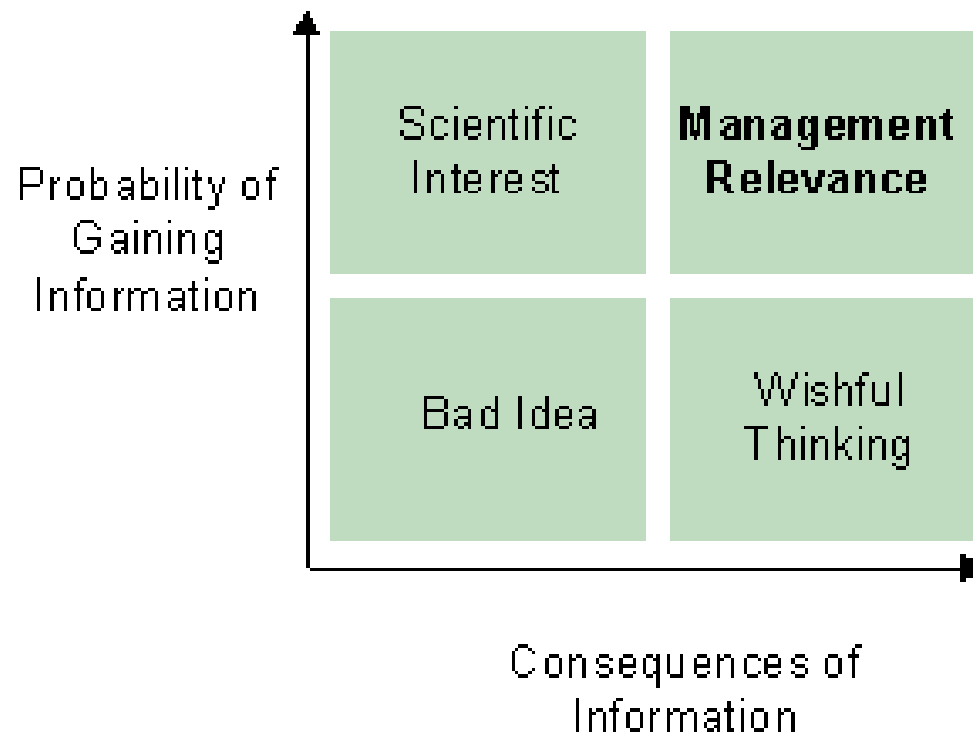 Scientific
Interest
Management
Relevance
Probability of
Gaining
Information
Bad Idea
Wishful
Thinking
Consequences of
Information